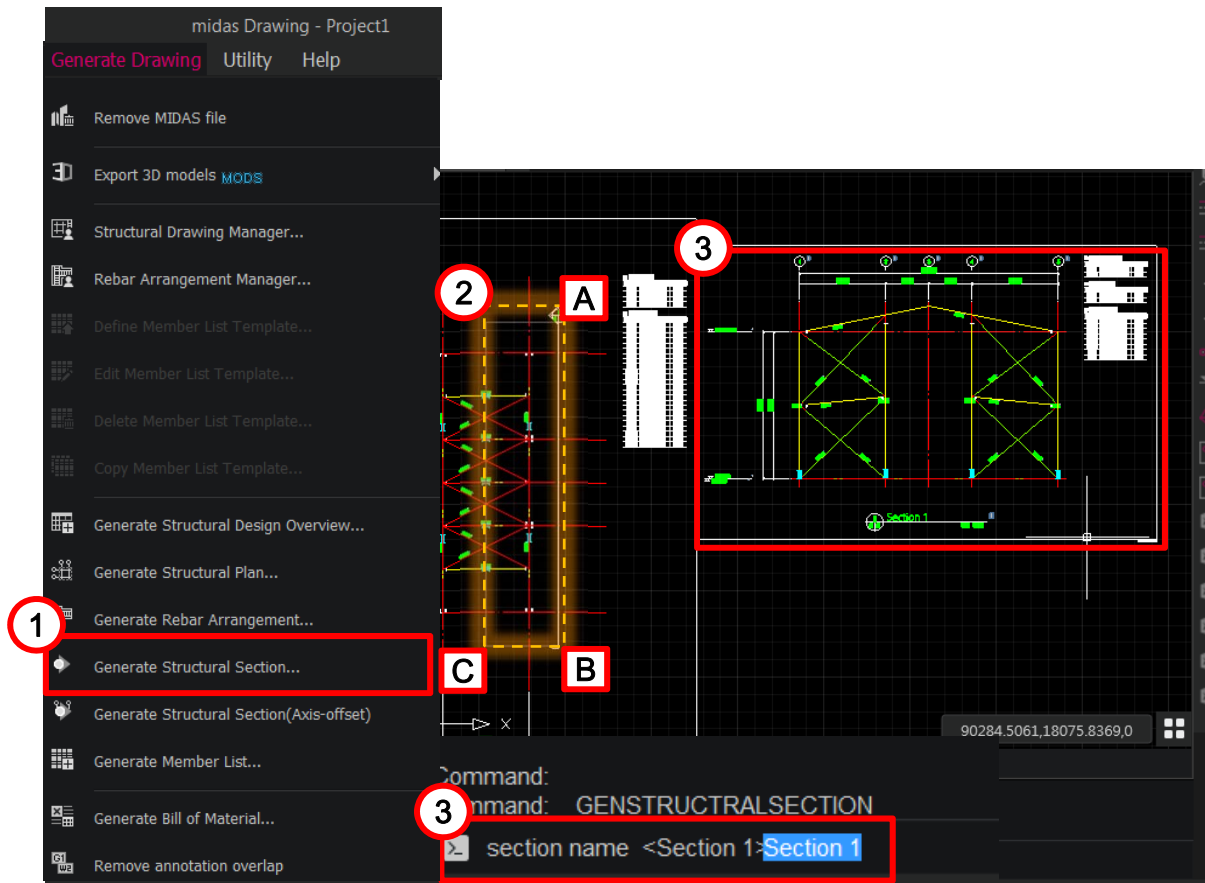 midas Drawing - Project1
Generate Drawing Utility Help
Remove MIDAS file
Export 3D models MODS
Structural Drawing Manager...
Rebar Arrangement Manager...
Define Member List Template...
Edit Member List Template...
Delete Member List Template...
Copy Member List Template...
Generate Structural Design Overview...
Generate Structural Plan...
Generate Rebar Arrangement...
1
Generate Structural Section...
Generate Structural Section(Axis-offset)
Generate Member List...
Generate Bill of Material...
Remove annotation overlap
2
A
B
C
X
3
Section 1
90284.5061,18075.8369,0
Command:
ommand: GENSTRUCTRALSECTION
3
section name <Section 1>Section 1